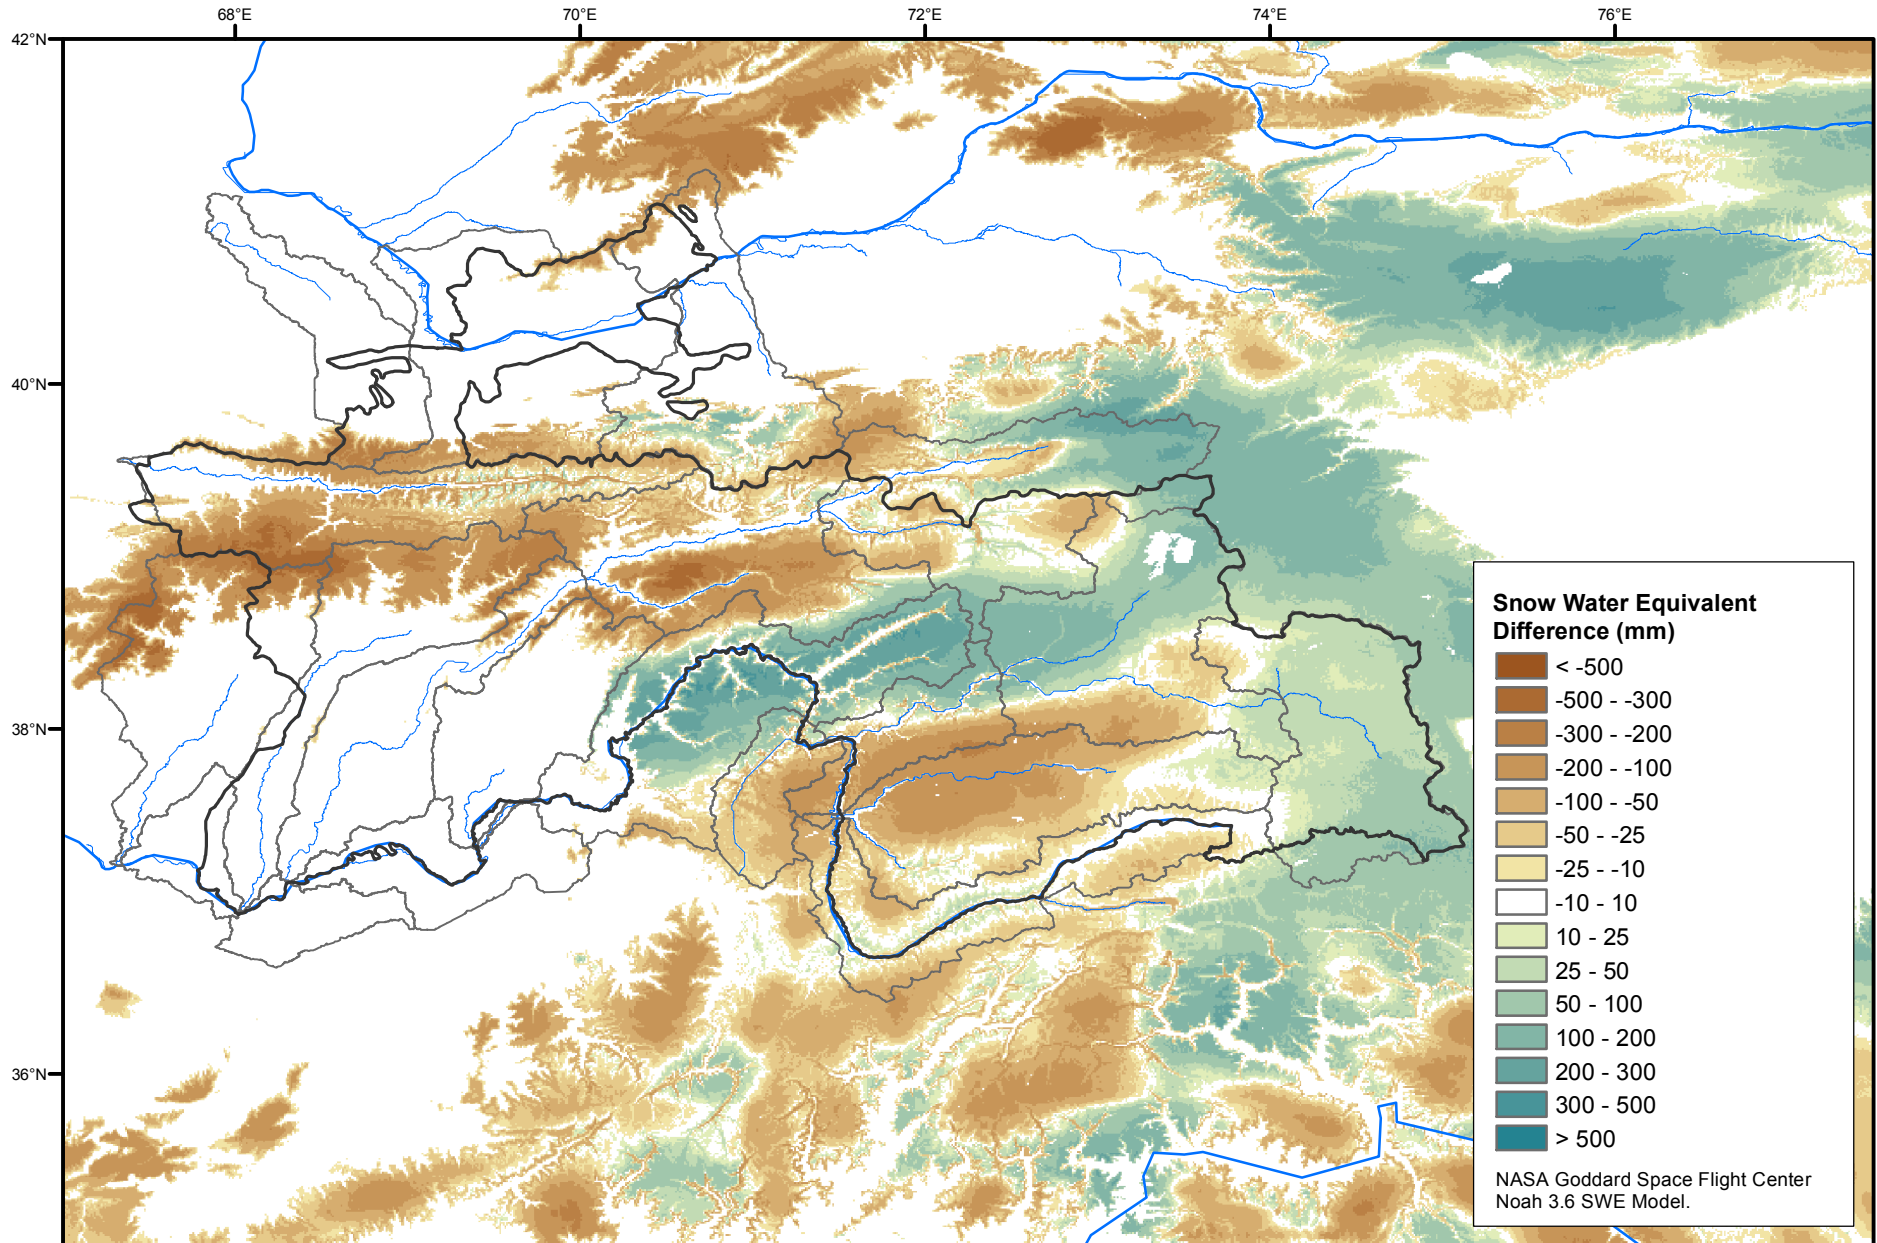 68°E 70°E 72°E 74°E 76°E
42°N
40°N
38°N
36°N
Snow Water Equivalent
Difference (mm)
< -500
-500 - -300
-300 - -200
-200 - -100
-100 - -50
-50 - -25
-25 - -10
-10 - 10
10 - 25
25 - 50
50 - 100
100 - 200
200 - 300
300 - 500
> 500
NASA Goddard Space Flight Center
Noah 3.6 SWE Model.